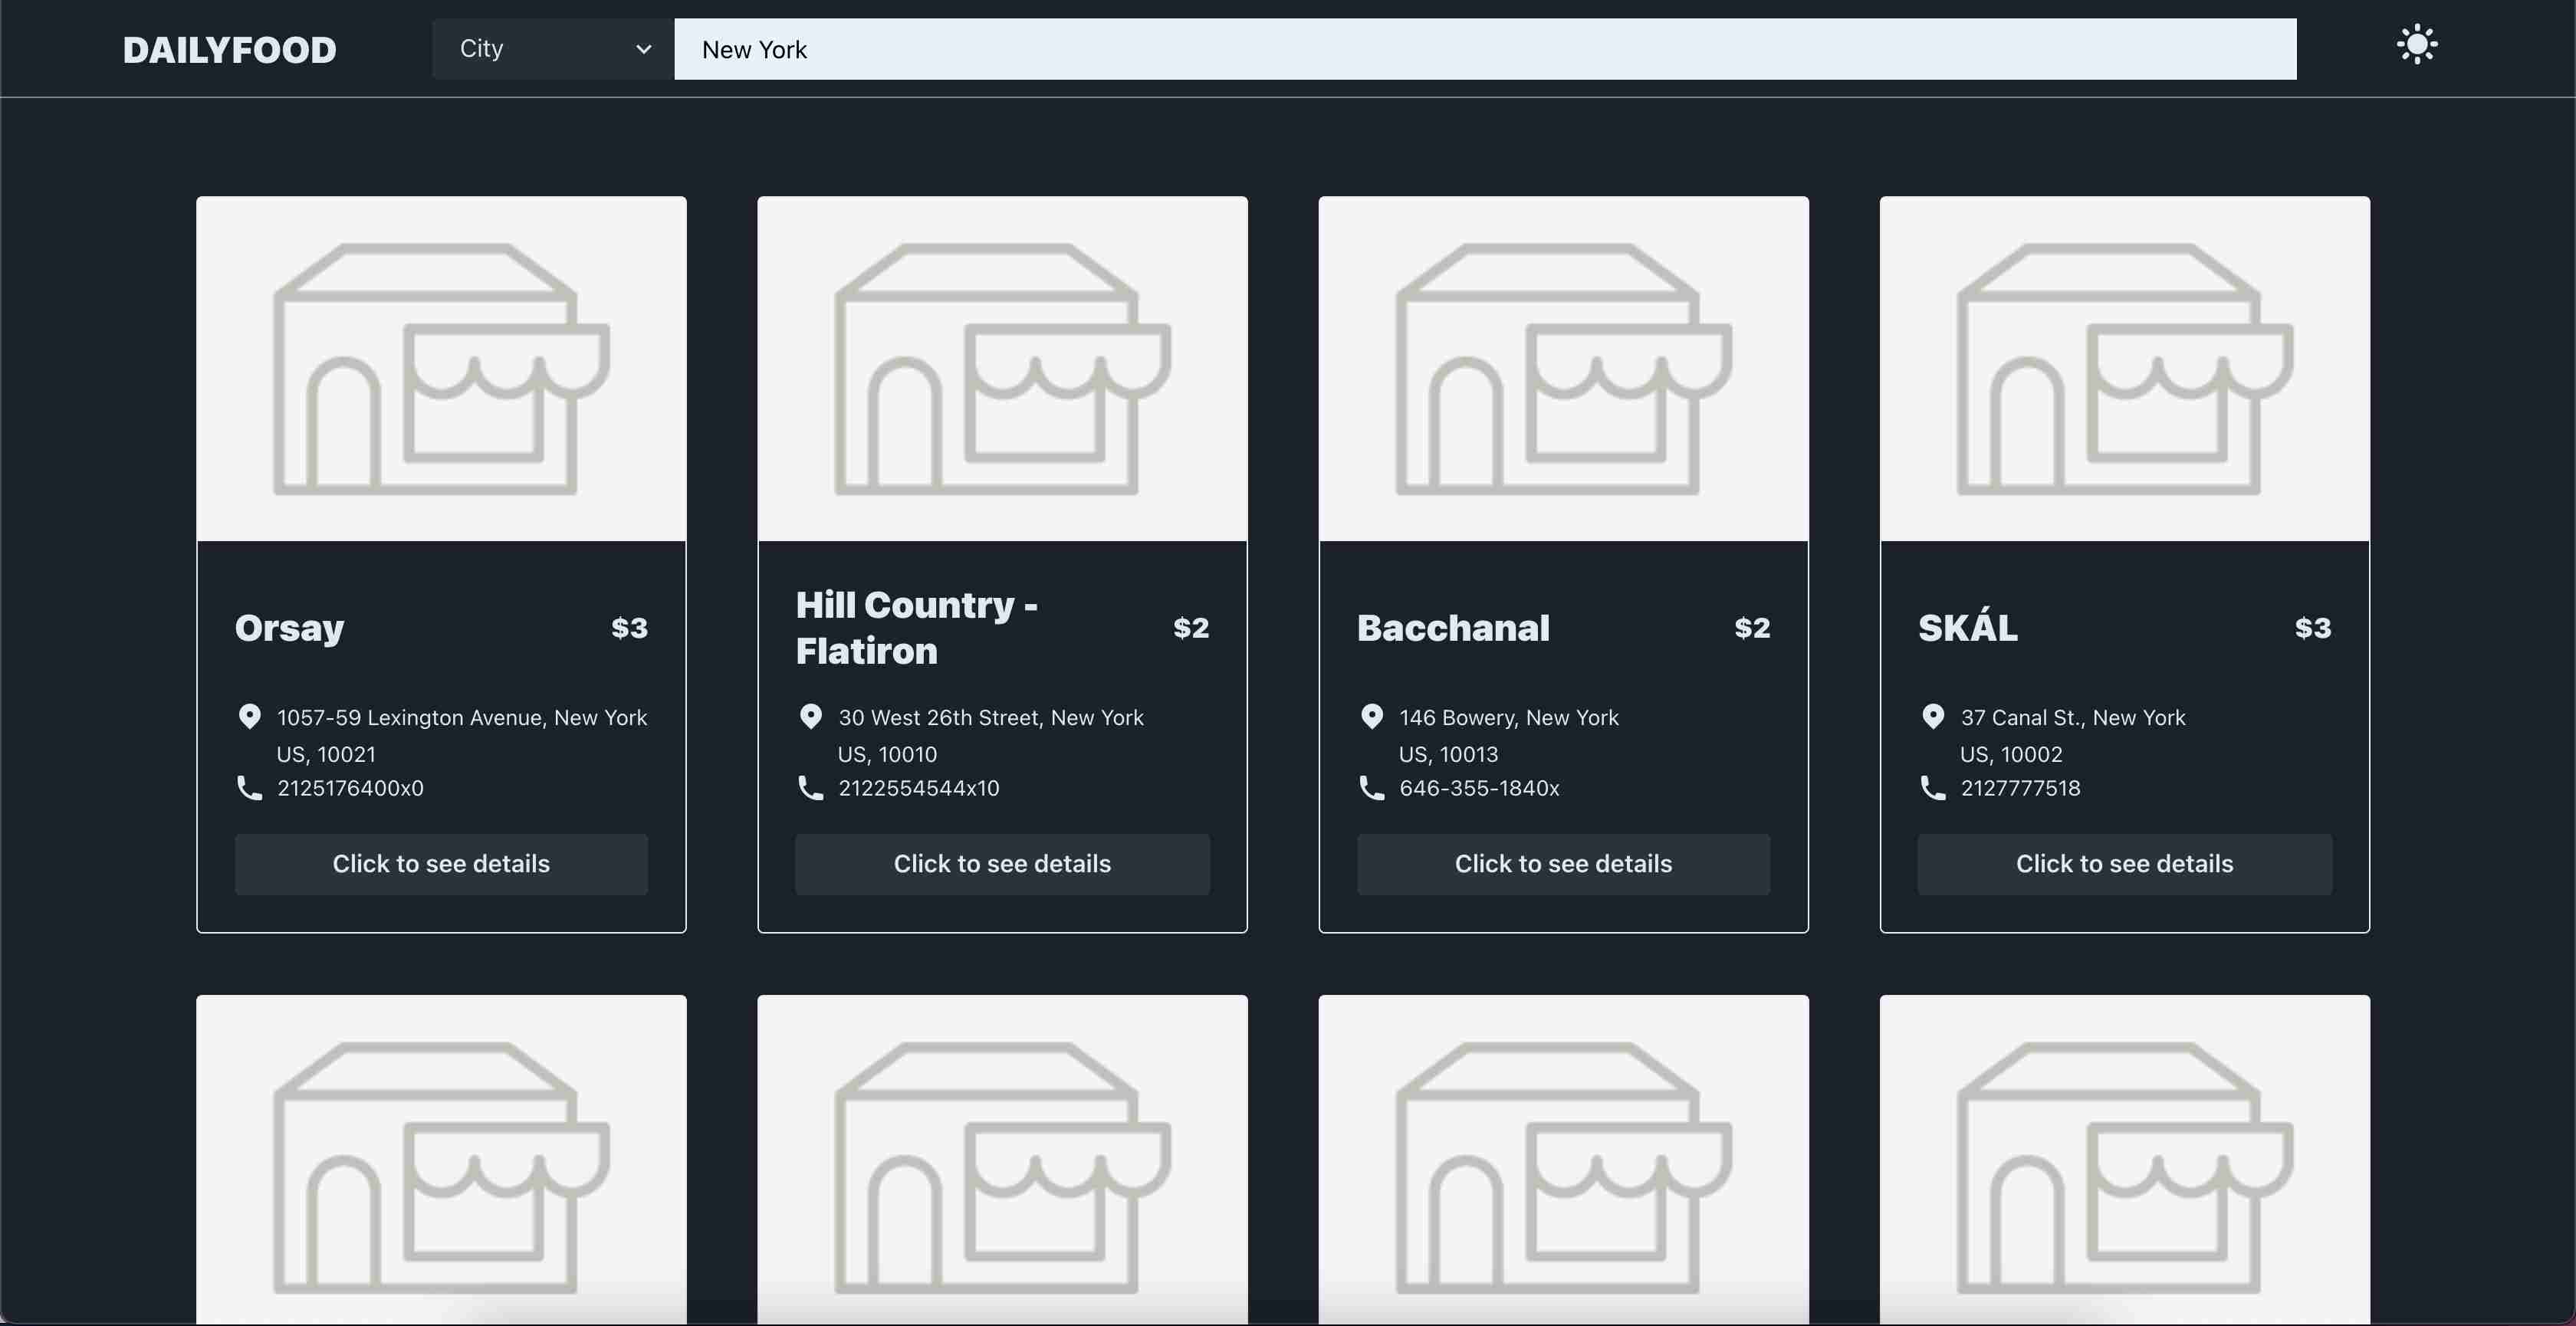 DAILYFOOD
City
New York
Orsay
$3
1057-59 Lexington Avenue, New York
US, 10021
2125176400x0
Click to see details
Hill Country -
Flatiron
$2
30 West 26th Street, New York
US, 10010
2122554544x10
Click to see details
Bacchanal
$2
146 Bowery, New York
US, 10013
646-355-1840x
Click to see details
SKÁL
$3
37 Canal St., New York
US, 10002
2127777518
Click to see details